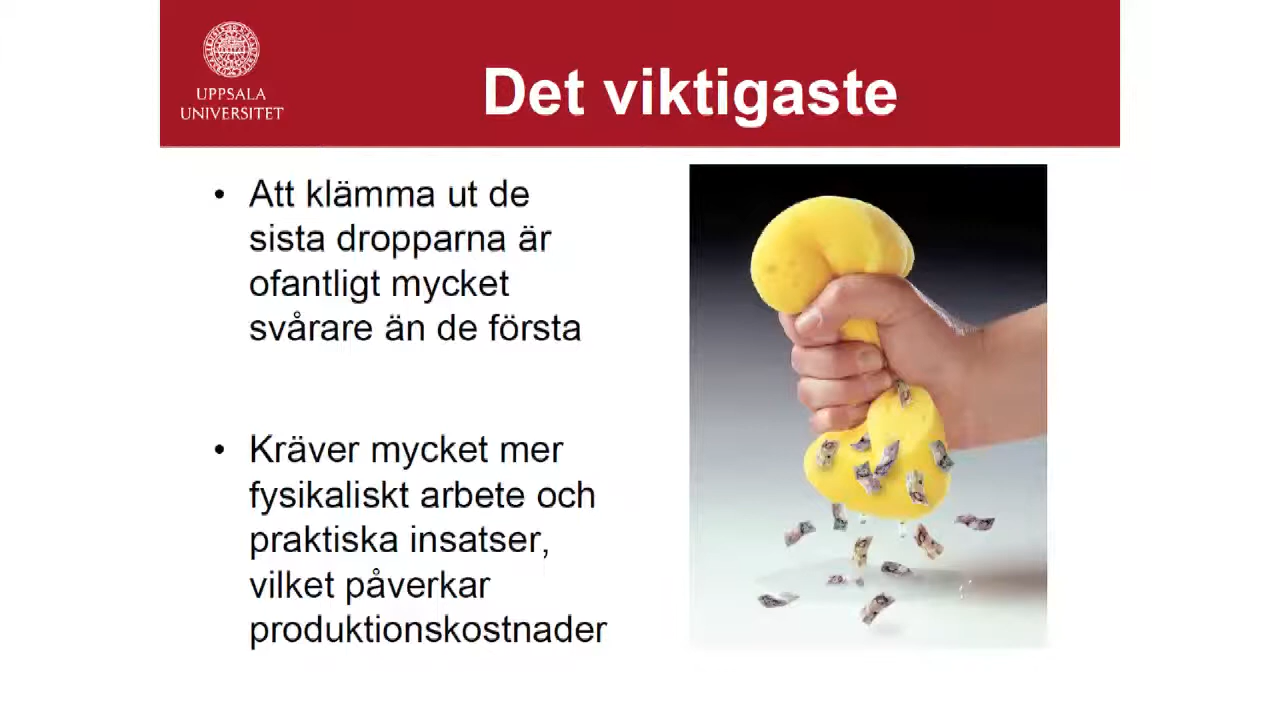 UPPSALA
UNIVERSITET
Det viktigaste
• Att klämma ut de
sista dropparna är
ofantligt mycket
svårare än de första
• Kräver mycket mer
fysikaliskt arbete och
praktiska insatser,
vilket påverkar
produktionskostnader